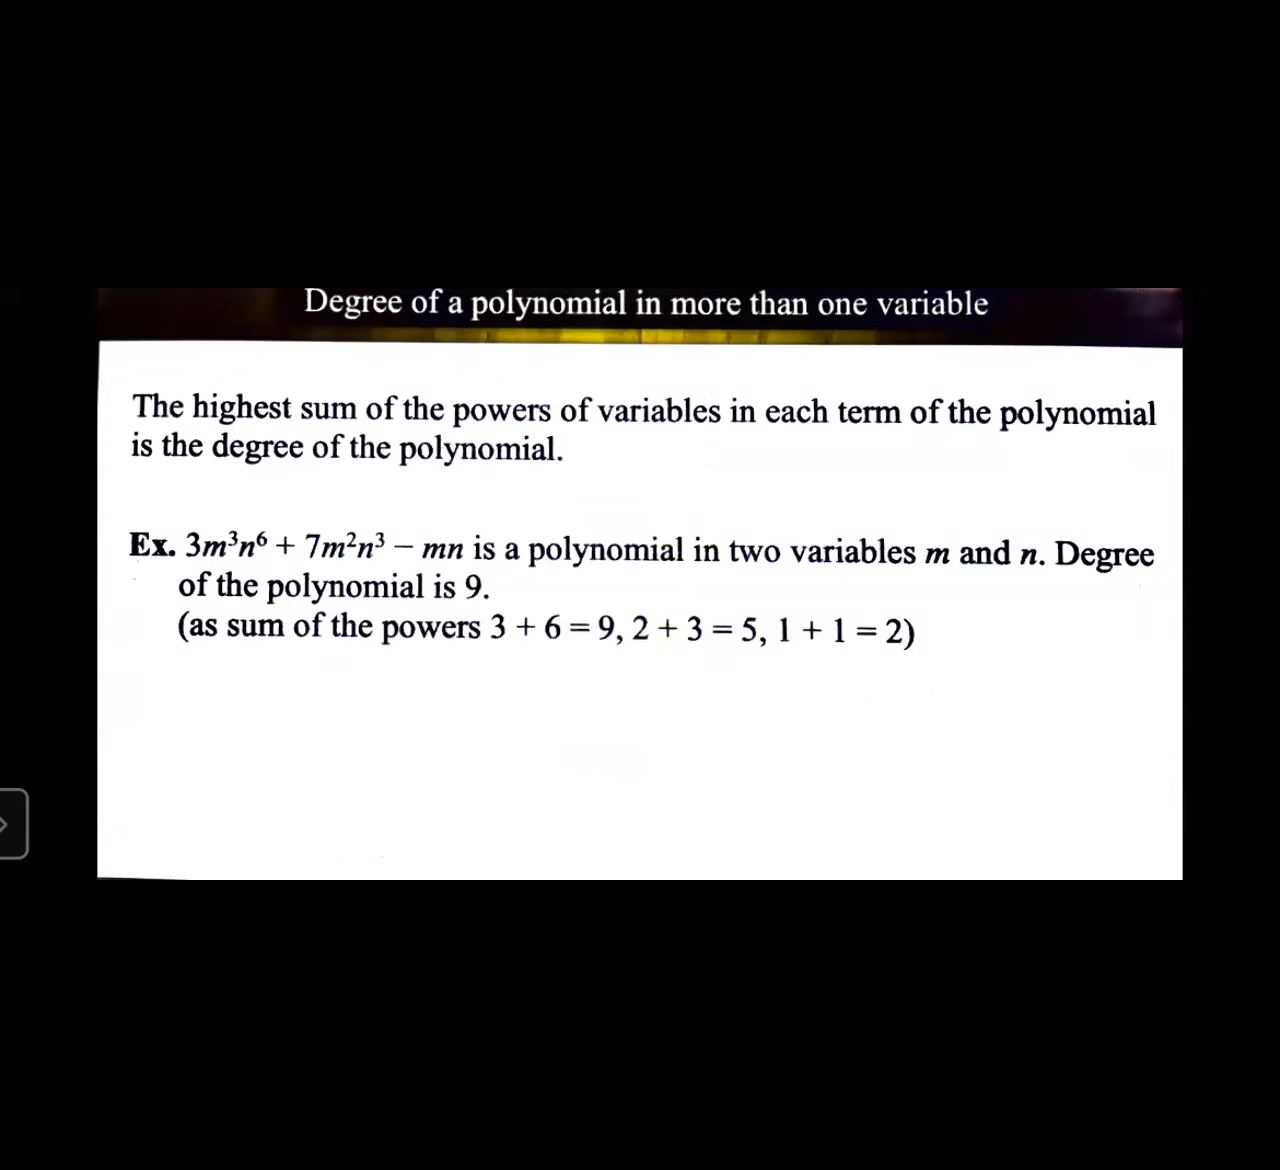 Degree of a polynomial in more than one variable
The highest sum of the powers of variables in each term of the polynomial
is the degree of the polynomial.
Ex. 3m³n⁶ + 7m²n³ – mn is a polynomial in two variables m and n. Degree
of the polynomial is 9.
(as sum of the powers 3 + 6 = 9, 2 + 3 = 5, 1 + 1 = 2)